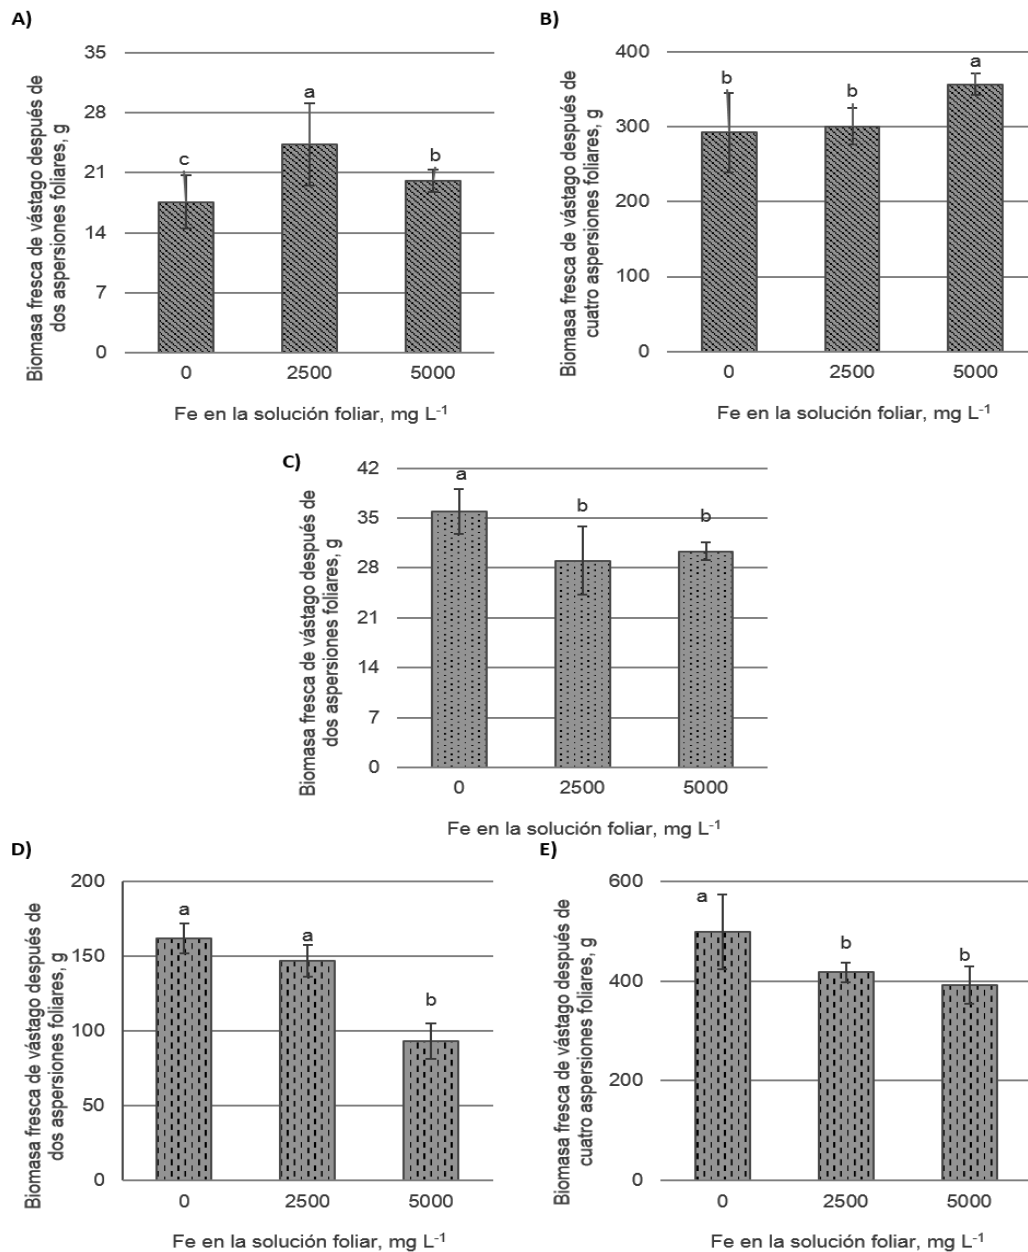 A)
Biomasa fresca de vástago después de
dos aspersiones foliares, g
35
28
21
14
7
0
c
a
b
0 2500 5000
Fe en la solución foliar, mg L-1
B)
Biomasa fresca de vástago después de
cuatro aspersiones foliares, g
400
300
200
100
0
b
b
a
0 2500 5000
Fe en la solución foliar, mg L-1
C)
Biomasa fresca de vástago después de
dos aspersiones foliares, g
42
35
28
21
14
7
0
a
b
b
0 2500 5000
Fe en la solución foliar, mg L-1
D)
Biomasa fresca de vástago después de
dos aspersiones foliares, g
200
150
100
50
0
a
a
b
0 2500 5000
Fe en la solución foliar, mg L-1
E)
Biomasa fresca de vástago después de
cuatro aspersiones foliares, g
600
400
200
0
a
b
b
0 2500 5000
Fe en la solución foliar, mg L-1